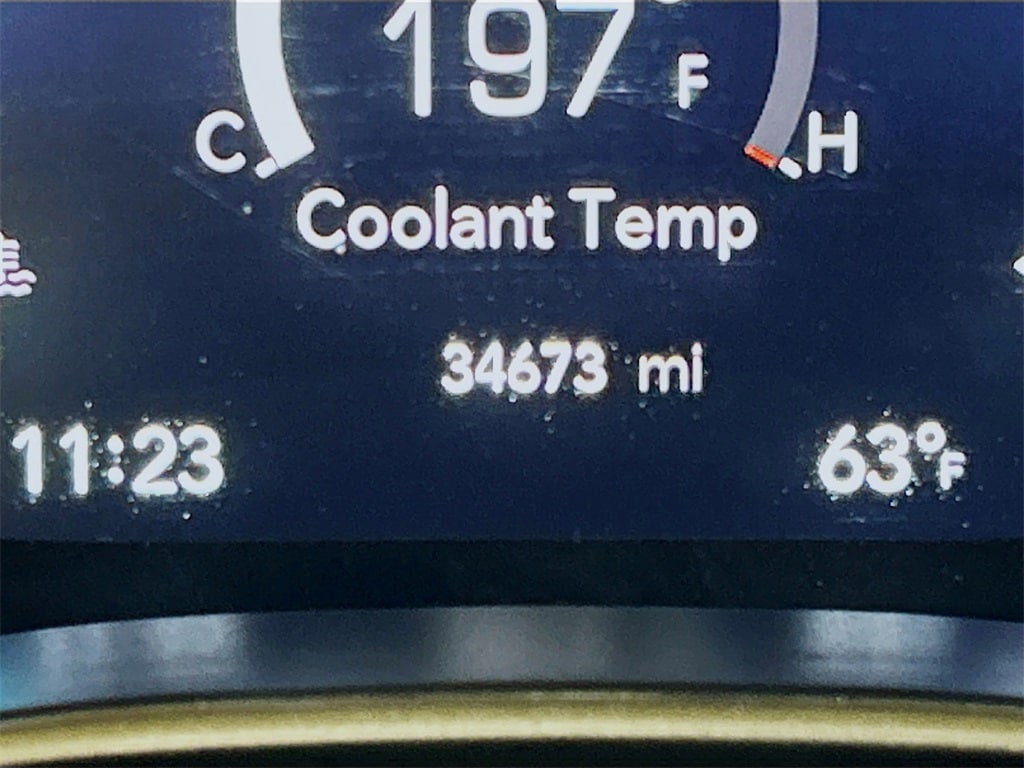 197°F
C H
Coolant Temp
34673 mi
11:23 63°F